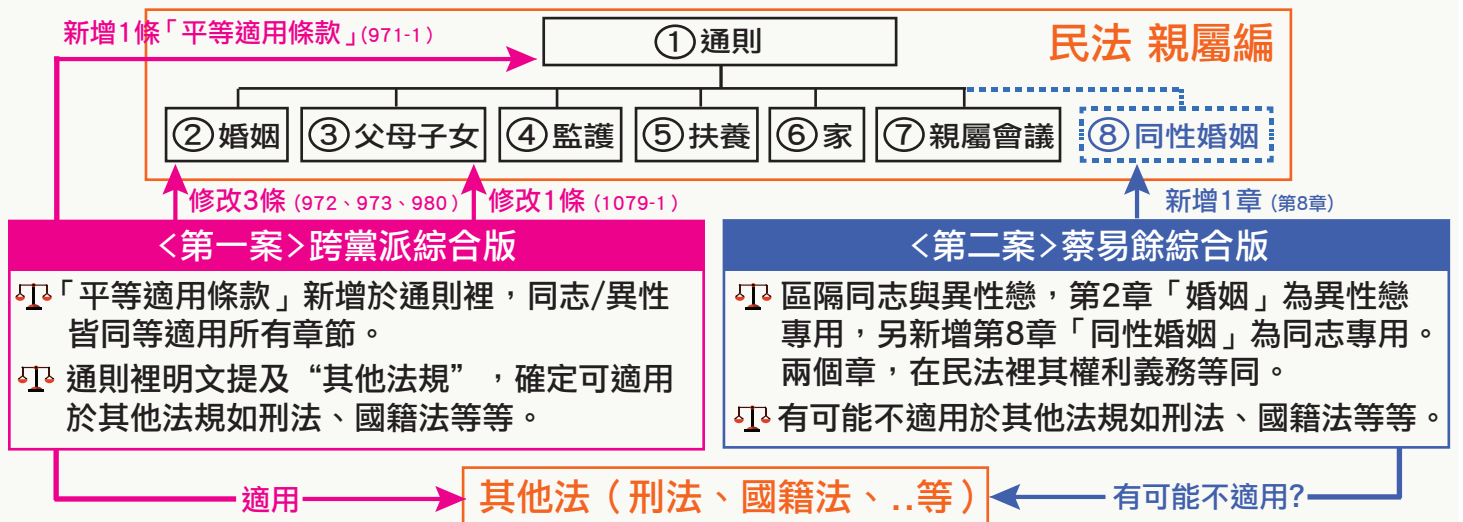 新增1條「平等適用條款」(971-1)
①通則
民法 親屬編
②婚姻
③父母子女
④監護
⑤扶養
⑥家
⑦親屬會議
⑧同性婚姻
修改3條 (972、973、980)
修改1條 (1079-1)
新增1章 (第8章)
<第一案>跨黨派綜合版
「平等適用條款」新增於通則裡，同志/異性
皆同等適用所有章節。
通則裡明文提及“其他法規”，確定可適用
於其他法規如刑法、國籍法等等。
<第二案>蔡易餘綜合版
區隔同志與異性戀，第2章「婚姻」為異性戀
專用，另新增第8章「同性婚姻」為同志專用。
兩個章，在民法裡其權利義務等同。
有可能不適用於其他法規如刑法、國籍法等等。
適用
其他法（刑法、國籍法、..等）
有可能不適用?